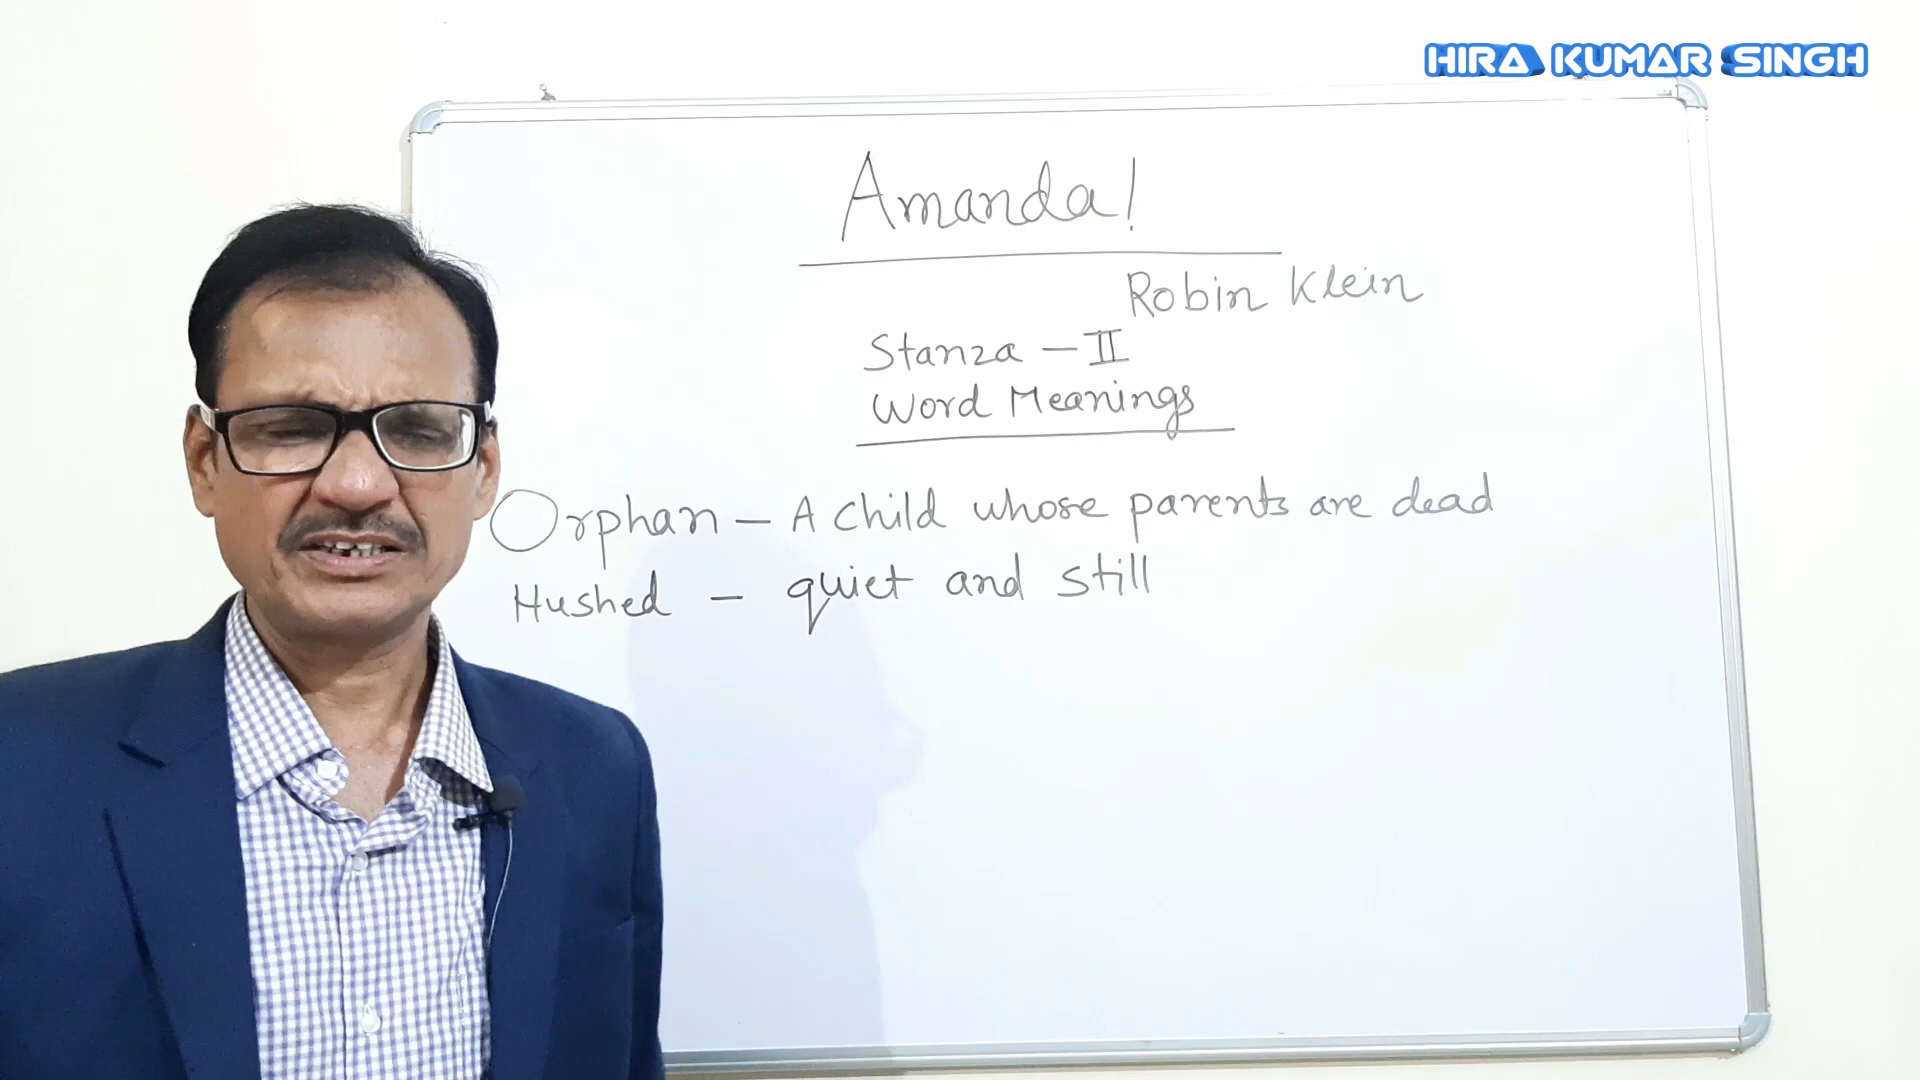 HIRA KUMAR SINGH
Amanda!
Robin Klein
Stanza - II
Word Meanings
Orphan - A child whose parents are dead
Hushed - quiet and still